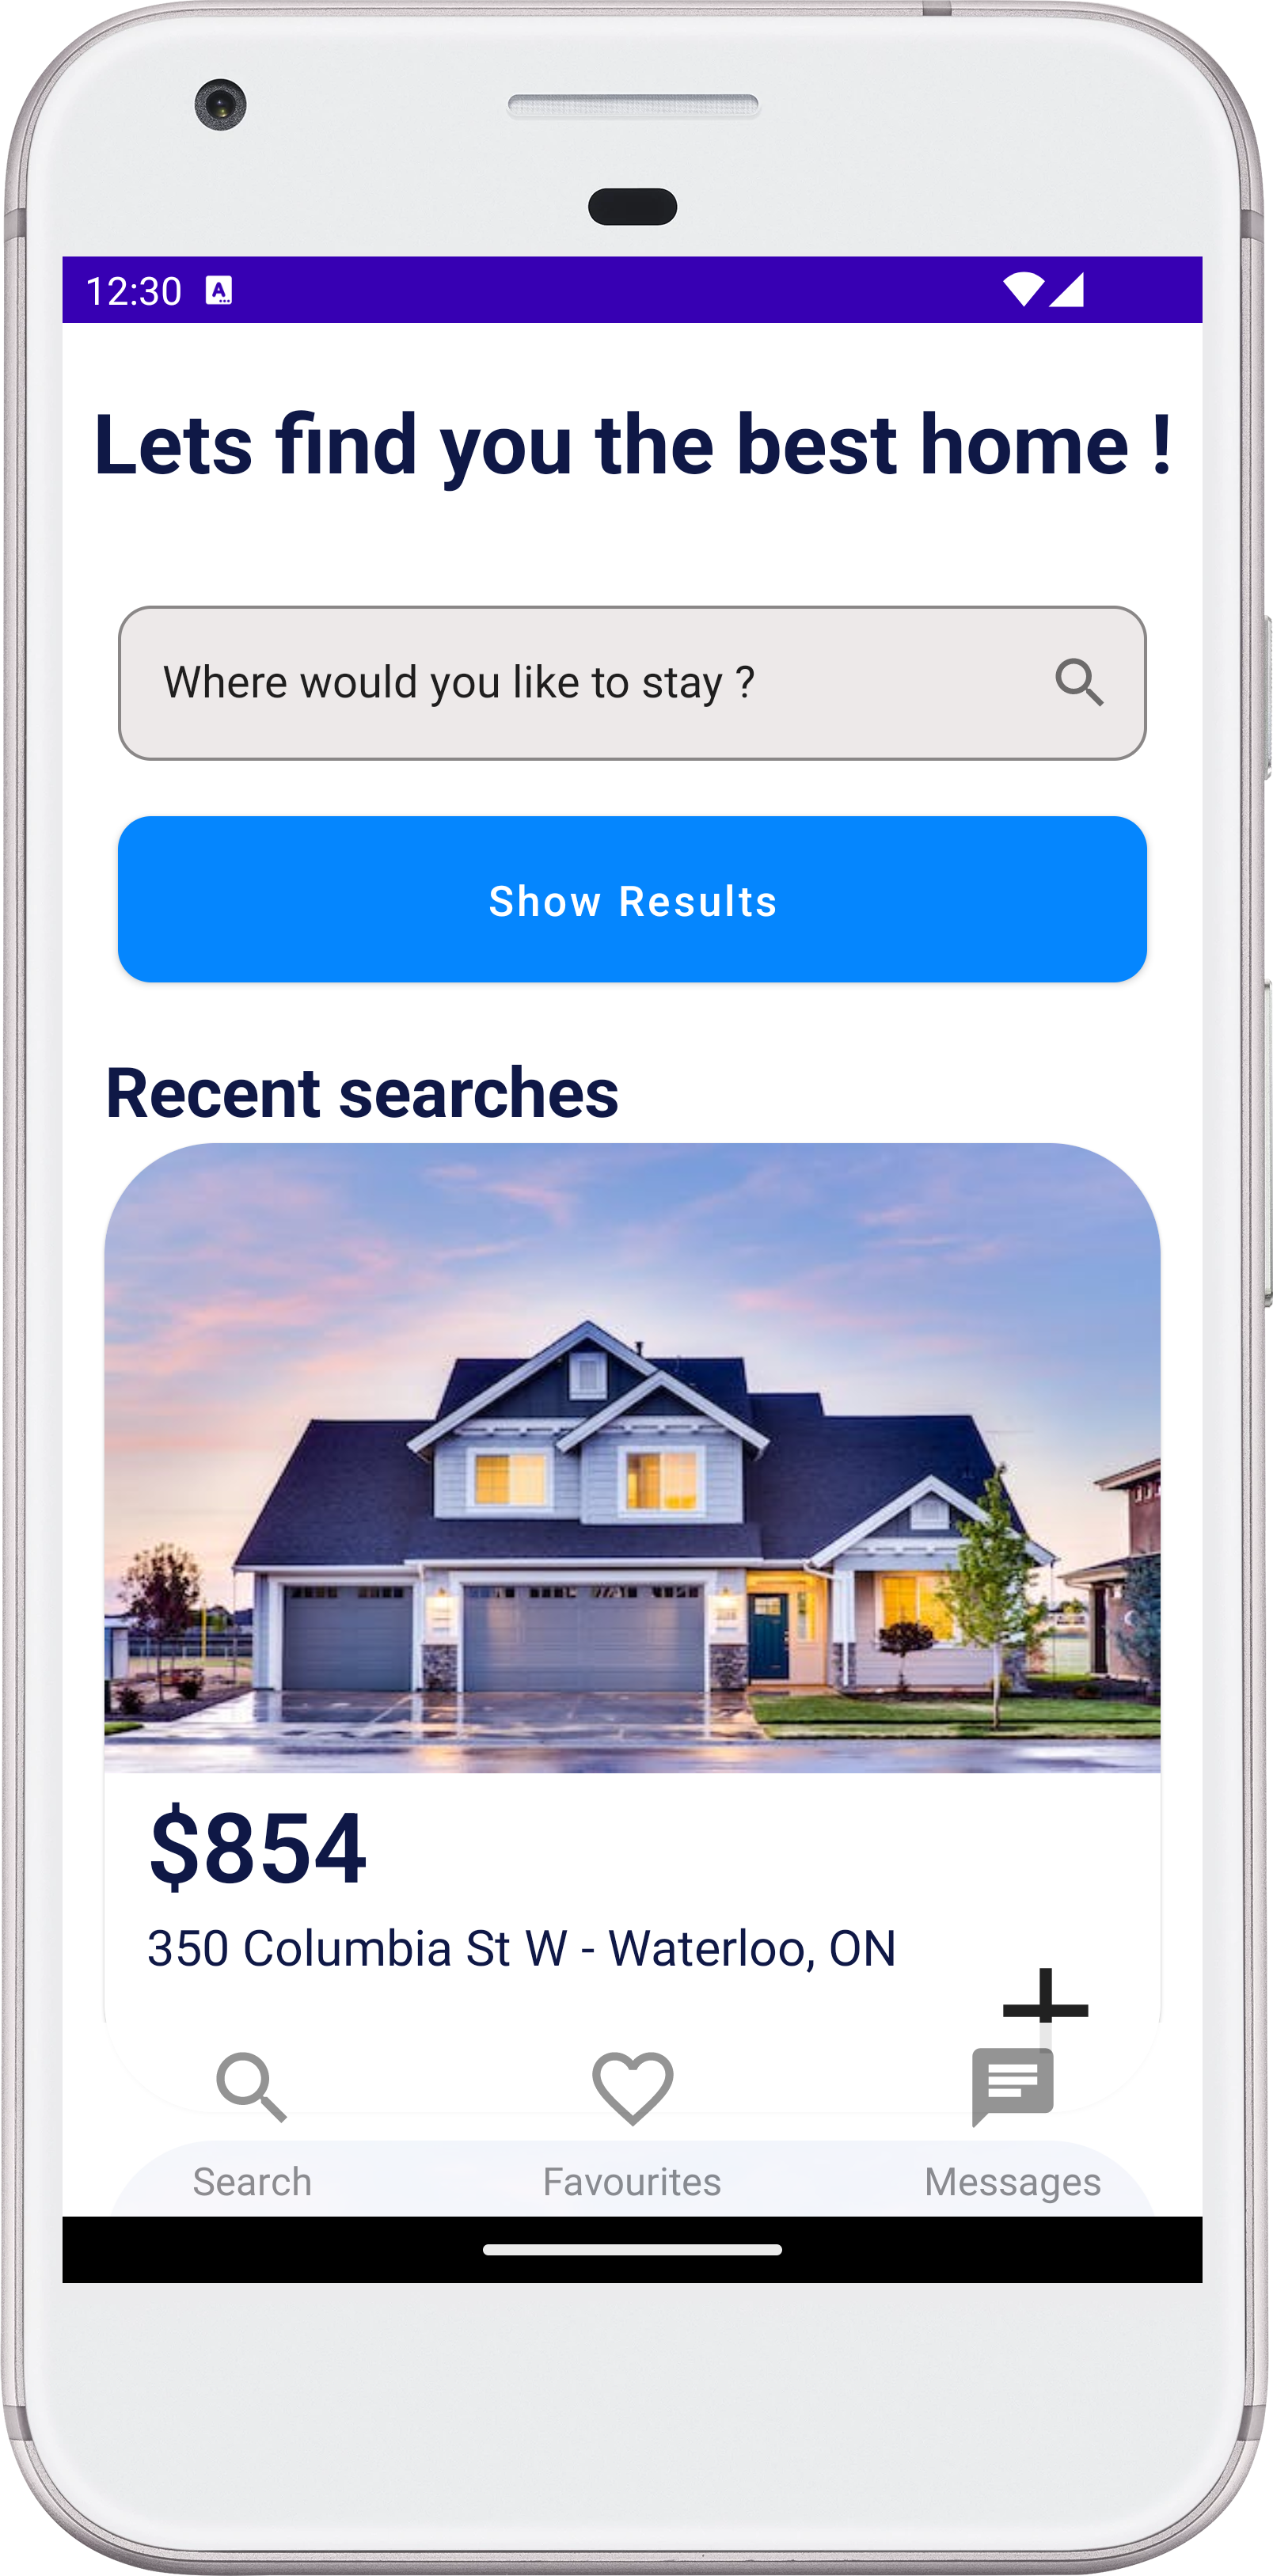 12:30
Lets find you the best home !
Where would you like to stay ?
Show Results
Recent searches
$854
350 Columbia St W - Waterloo, ON
Search Favourites Messages